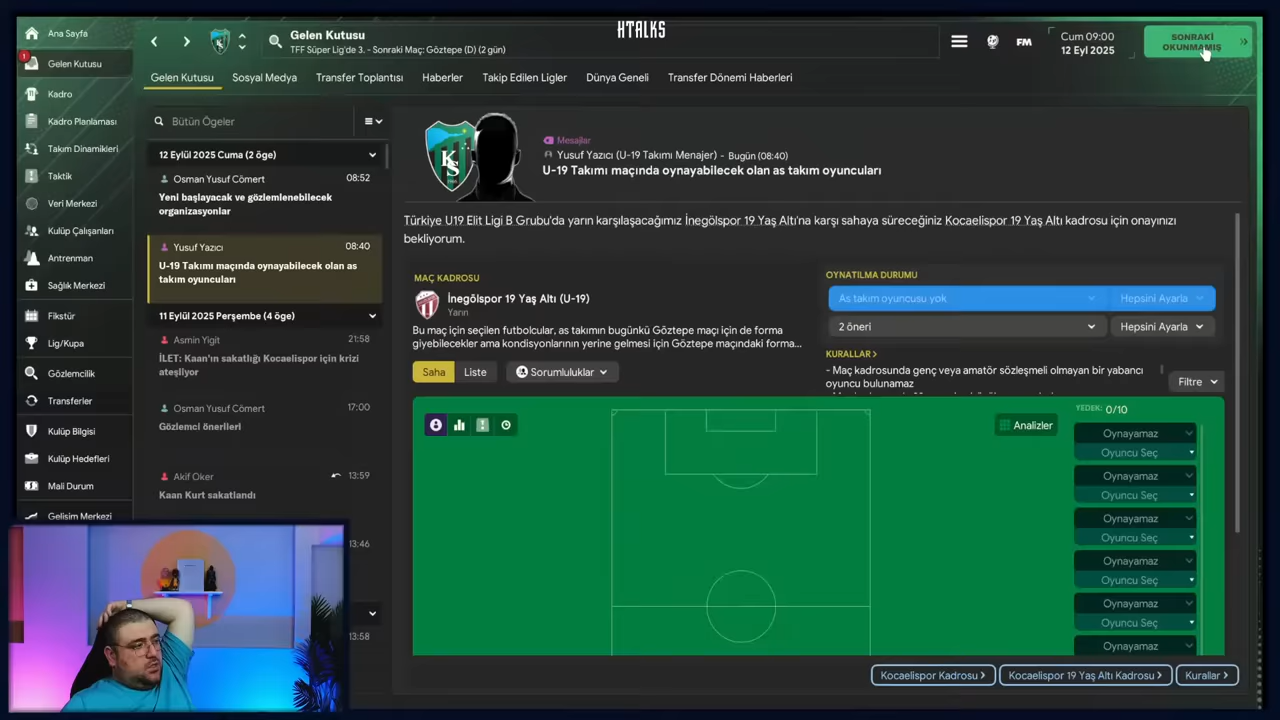 HTALKS
Ana Sayfa
1
Gelen Kutusu
Kadro
Kadro Planlaması
Takım Dinamikleri
Taktik
Veri Merkezi
Kulüp Çalışanları
Antrenman
Sağlık Merkezi
Fikstür
Lig/Kupa
Gözlemcilik
Transferler
Kulüp Bilgisi
Kulüp Hedefleri
Mali Durum
Gelişim Merkezi
Gelen Kutusu
TFF Süper Lig'de 3. - Sonraki Maç: Göztepe (D) (2 gün)
FM
Cum 09:00
12 Eyl 2025
SONRAKİ
OKUNMAMIŞ
Gelen Kutusu
Sosyal Medya
Transfer Toplantısı
Haberler
Takip Edilen Ligler
Dünya Geneli
Transfer Dönemi Haberleri
Bütün Ögeler
12 Eylül 2025 Cuma (2 öge)
Osman Yusuf Cömert 08:52
Yeni başlayacak ve gözlemlenebilecek
organizasyonlar
Yusuf Yazıcı 08:40
U-19 Takımı maçında oynayabilecek olan as
takım oyuncuları
11 Eylül 2025 Perşembe (4 öge)
Asmin Yigit 21:58
İLET: Kaan'ın sakatlığı Kocaelispor için krizi
ateşliyor
Osman Yusuf Cömert 17:00
Gözlemci önerileri
Akif Oker 13:59
Kaan Kurt sakatlandı
13:46
13:58
Mesajlar
Yusuf Yazıcı (U-19 Takımı Menajer) - Bugün (08:40)
U-19 Takımı maçında oynayabilecek olan as takım oyuncuları
Türkiye U19 Elit Ligi B Grubu'da yarın karşılaşacağımız İnegölspor 19 Yaş Altı'na karşı sahaya süreceğiniz Kocaelispor 19 Yaş Altı kadrosu için onayınızı
bekliyorum.
MAÇ KADROSU
İnegölspor 19 Yaş Altı (U-19)
Yarın
Bu maç için seçilen futbolcular, as takımın bugünkü Göztepe maçı için de forma
giyebilecekler ama kondisyonlarının yerine gelmesi için Göztepe maçındaki forma...
Saha
Liste
Sorumluluklar
OYNATILMA DURUMU
As takım oyuncusu yok
Hepsini Ayarla
2 öneri
Hepsini Ayarla
KURALLAR
- Maç kadrosunda genç veya amatör sözleşmeli olmayan bir yabancı
oyuncu bulunamaz
Filtre
Analizler
YEDEK: 0/10
Oynayamaz
Oyuncu Seç
Oynayamaz
Oyuncu Seç
Oynayamaz
Oyuncu Seç
Oynayamaz
Oyuncu Seç
Oynayamaz
Oyuncu Seç
Oynayamaz
Kocaelispor Kadrosu
Kocaelispor 19 Yaş Altı Kadrosu
Kurallar